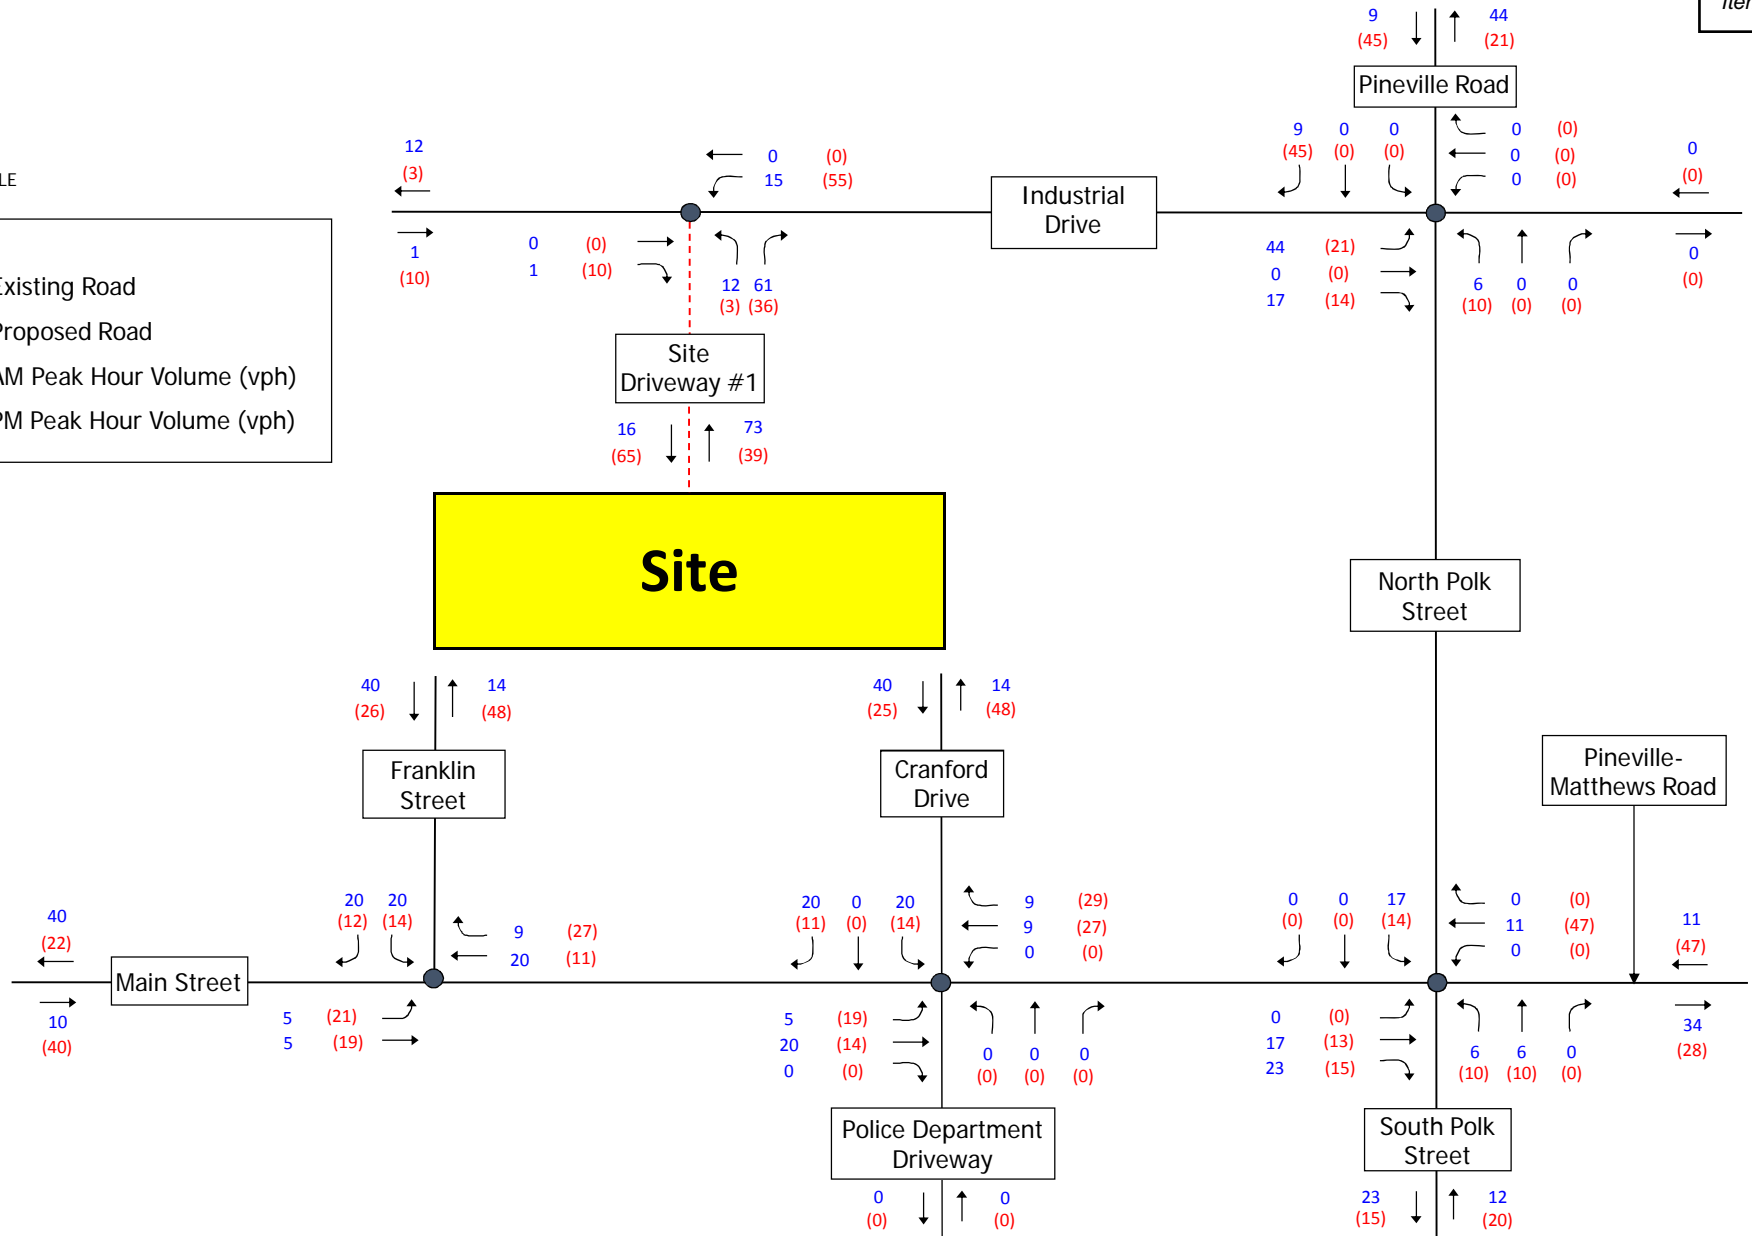 Iter
9
44
(45)
(21)
Pineville Road
9 0 0
(45) (0) (0)
0 (0)
0 (0)
0 (0)
0
(0)
12
(3)
0 (0)
15 (55)
Industrial
Drive
LE
1
(10)
0 (0)
1 (10)
12 61
(3) (36)
44 (21)
0 (0)
17 (14)
6 0 0
(10) (0) (0)
0
(0)
Existing Road
Proposed Road
AM Peak Hour Volume (vph)
PM Peak Hour Volume (vph)
Site
Driveway #1
16 73
(65) (39)
Site
North Polk
Street
40 14
(26) (48)
40 14
(25) (48)
Franklin
Street
Cranford
Drive
Pineville-
Matthews Road
40
(22)
20 20
(12) (14)
9 (27)
20 (11)
20 0 20
(11) (0) (14)
9 (29)
9 (27)
0 (0)
0 0 17
(0) (0) (14)
0 (0)
11 (47)
0 (0)
11
(47)
Main Street
10
(40)
5 (21)
5 (19)
5 (19)
20 (14)
0 (0)
0 0 0
(0) (0) (0)
0 (0)
17 (13)
23 (15)
6 6 0
(10) (10) (0)
34
(28)
Police Department
Driveway
South Polk
Street
0 0
(0) (0)
23 12
(15) (20)